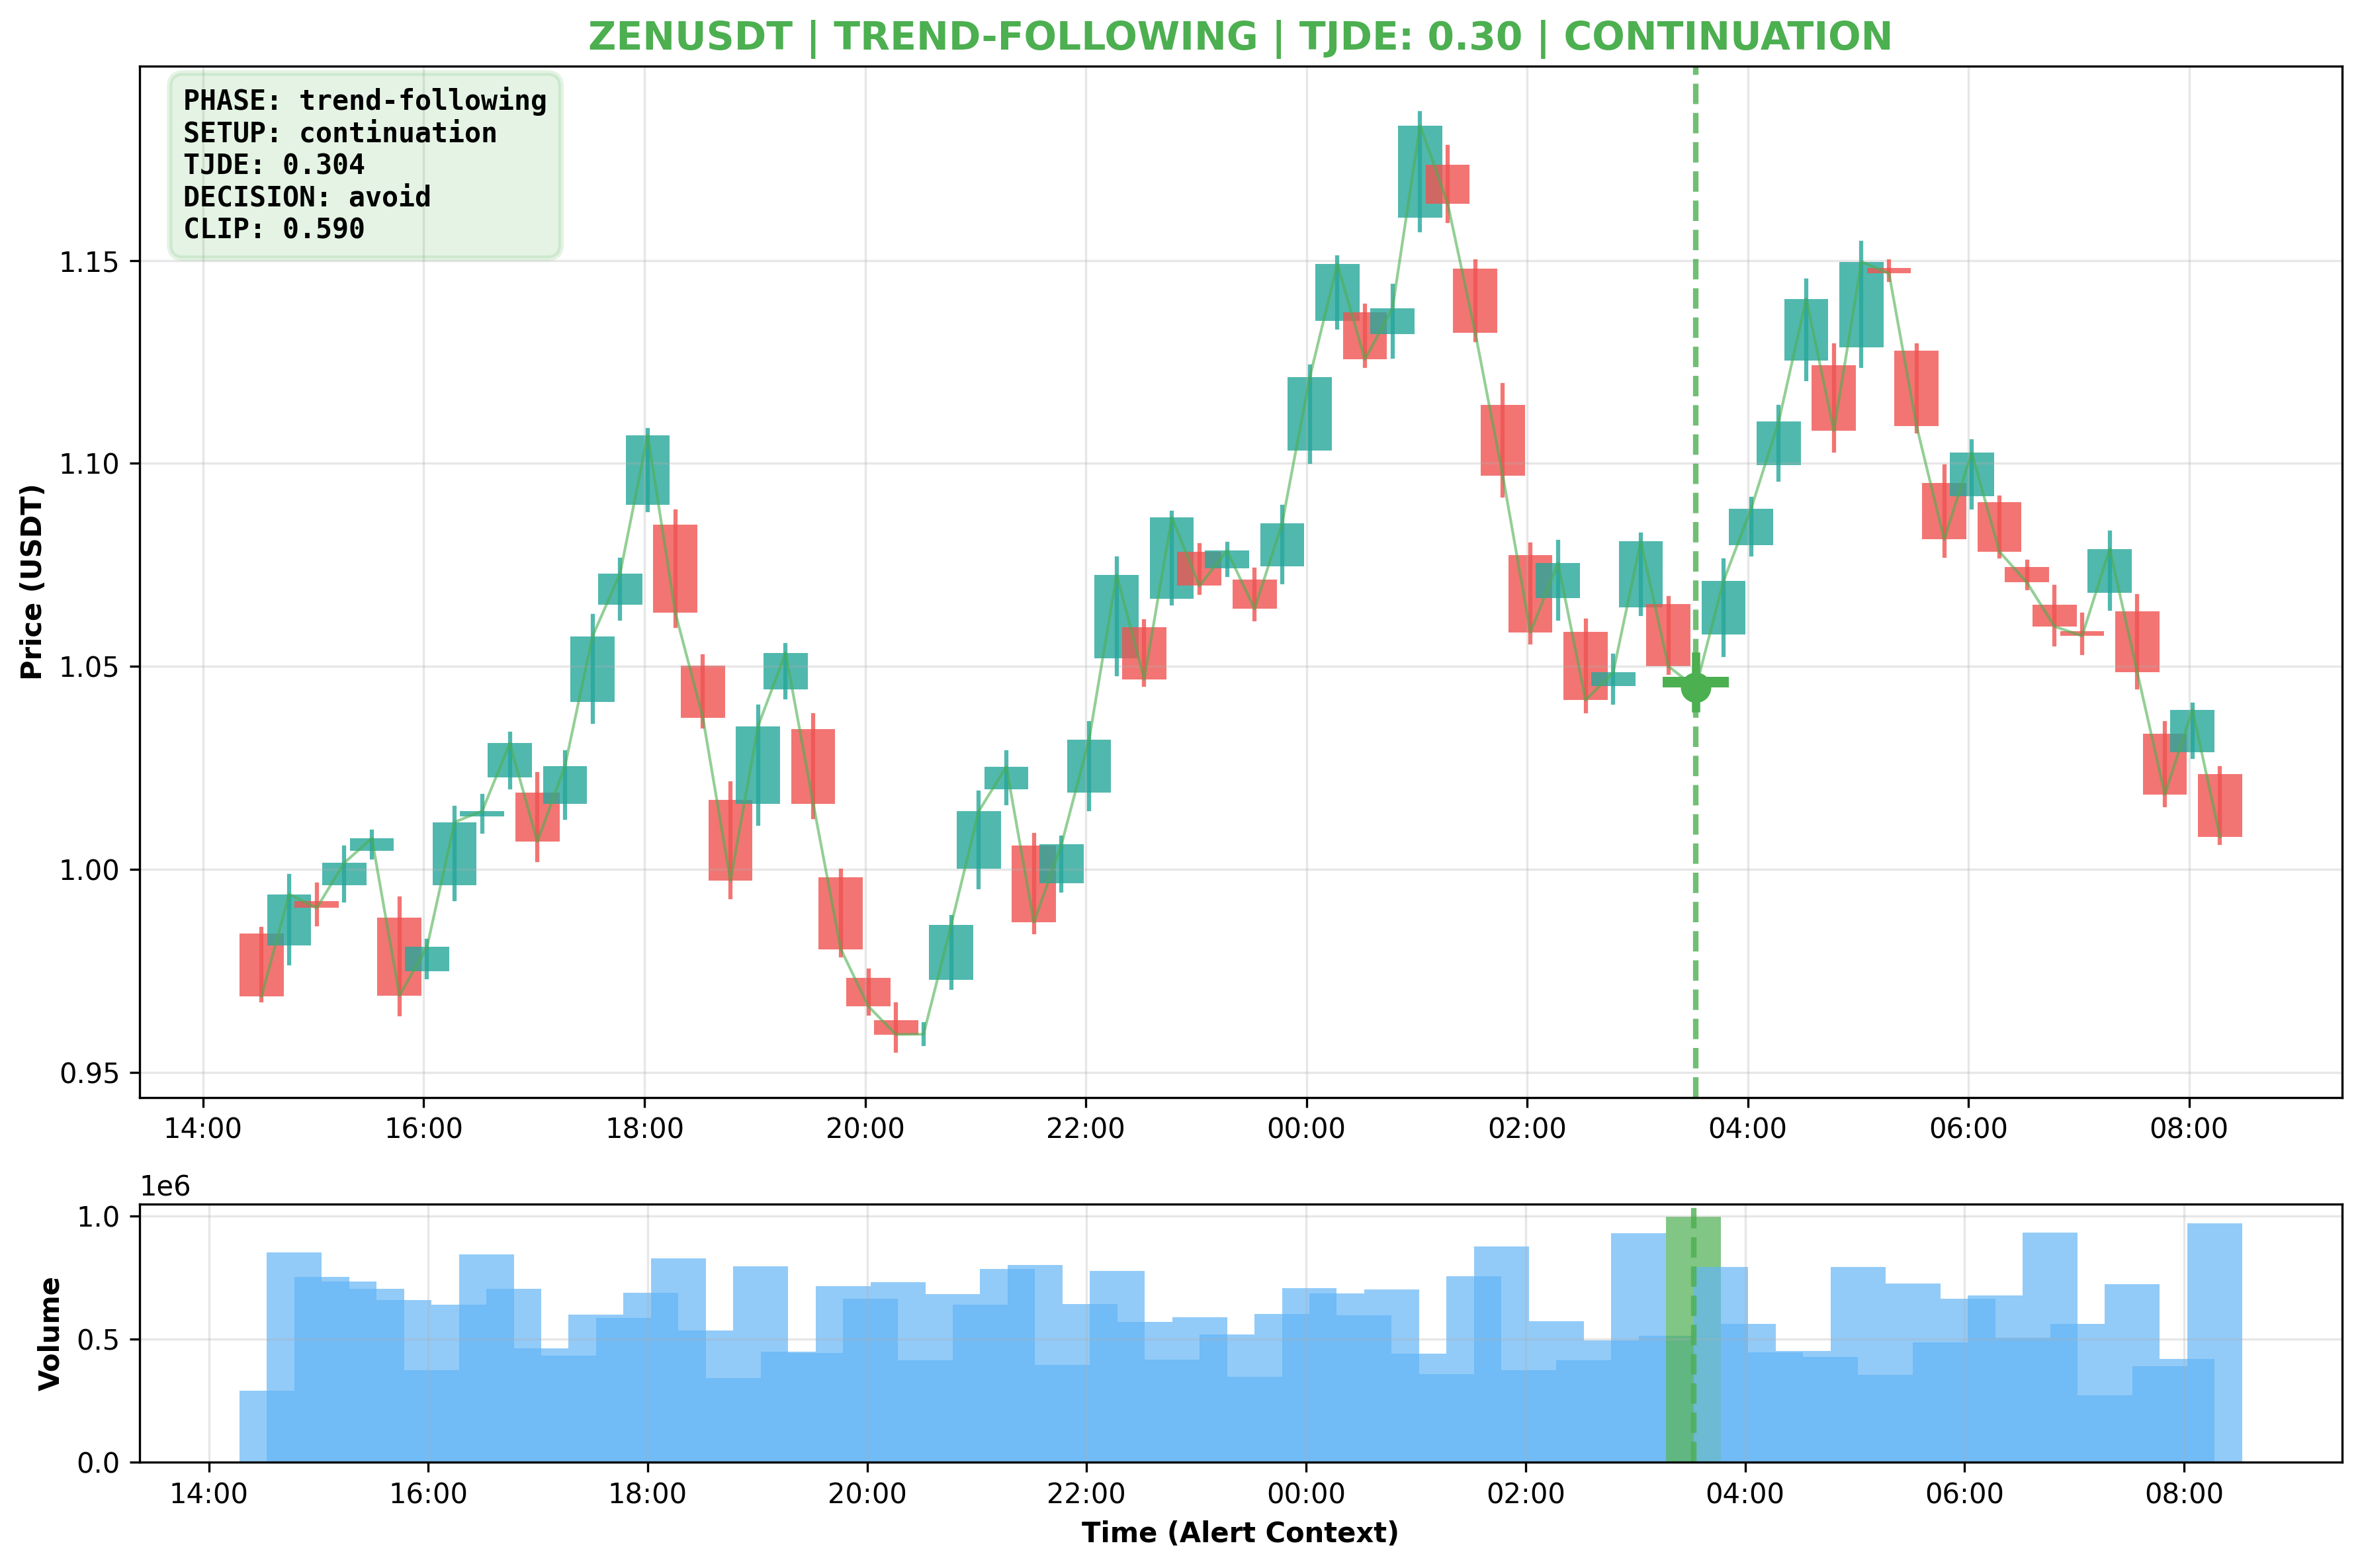 ZENUSDT | TREND-FOLLOWING | TJDE: 0.30 | CONTINUATION
PHASE: trend-following
SETUP: continuation
TJDE: 0.304
DECISION: avoid
CLIP: 0.590
Price (USDT)
1.15
1.10
1.05
1.00
0.95
14:00 16:00 18:00 20:00 22:00 00:00 02:00 04:00 06:00 08:00
1e6
Volume
1.0
0.5
0.0
14:00 16:00 18:00 20:00 22:00 00:00 02:00 04:00 06:00 08:00
Time (Alert Context)